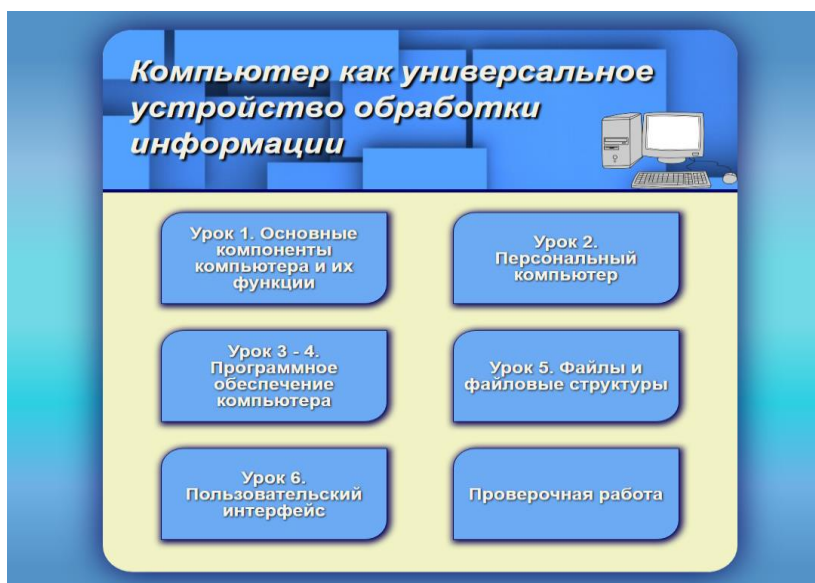 Компьютер как универсальное
устройство обработки
информации
Урок 1. Основные
компоненты
компьютера и их
функции
Урок 2.
Персональный
компьютер
Урок 3 - 4.
Программное
обеспечение
компьютера
Урок 5. Файлы и
файловые структуры
Урок 6.
Пользовательский
интерфейс
Проверочная работа